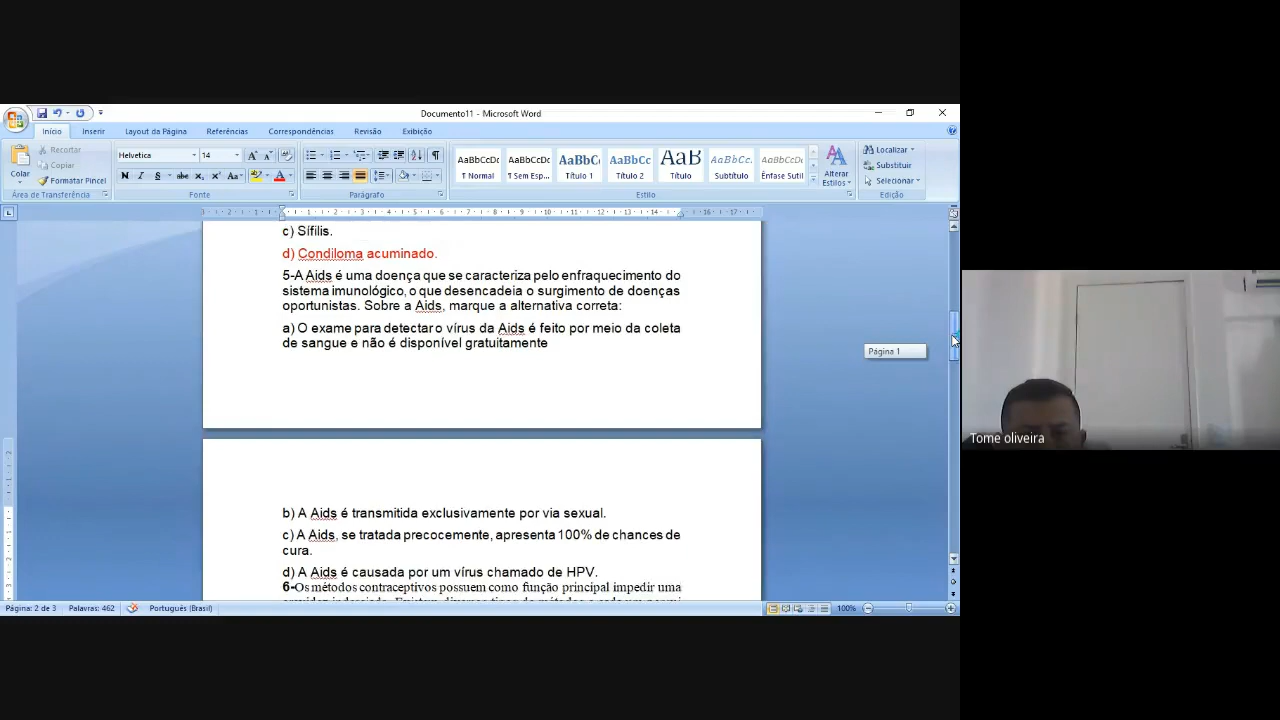 Documento11 - Microsoft Word
Início Inserir Layout da Página Referências Correspondências Revisão Exibição
Colar
Recortar
Copiar
Formatar Pincel
Área de Transferência
Helvetica 14
Fonte
Parágrafo
AaBbCcDc AaBbCcDc AaBbC AaBbCc AaB AaBbCc. AaBbCcDc
¶ Normal ¶ Sem Esp... Título 1 Título 2 Título Subtítulo Ênfase Sutil
Alterar Estilos
Estilo
Localizar
Substituir
Selecionar
Edição
c) Sífilis.
d) Condiloma acuminado.
5-A Aids é uma doença que se caracteriza pelo enfraquecimento do
sistema imunológico, o que desencadeia o surgimento de doenças
oportunistas. Sobre a Aids, marque a alternativa correta:
a) O exame para detectar o vírus da Aids é feito por meio da coleta
de sangue e não é disponível gratuitamente
Página 1
b) A Aids é transmitida exclusivamente por via sexual.
c) A Aids, se tratada precocemente, apresenta 100% de chances de
cura.
d) A Aids é causada por um vírus chamado de HPV.
6-Os métodos contraceptivos possuem como função principal impedir uma
Página: 2 de 3 Palavras: 462 Português (Brasil) 100%
Tome oliveira